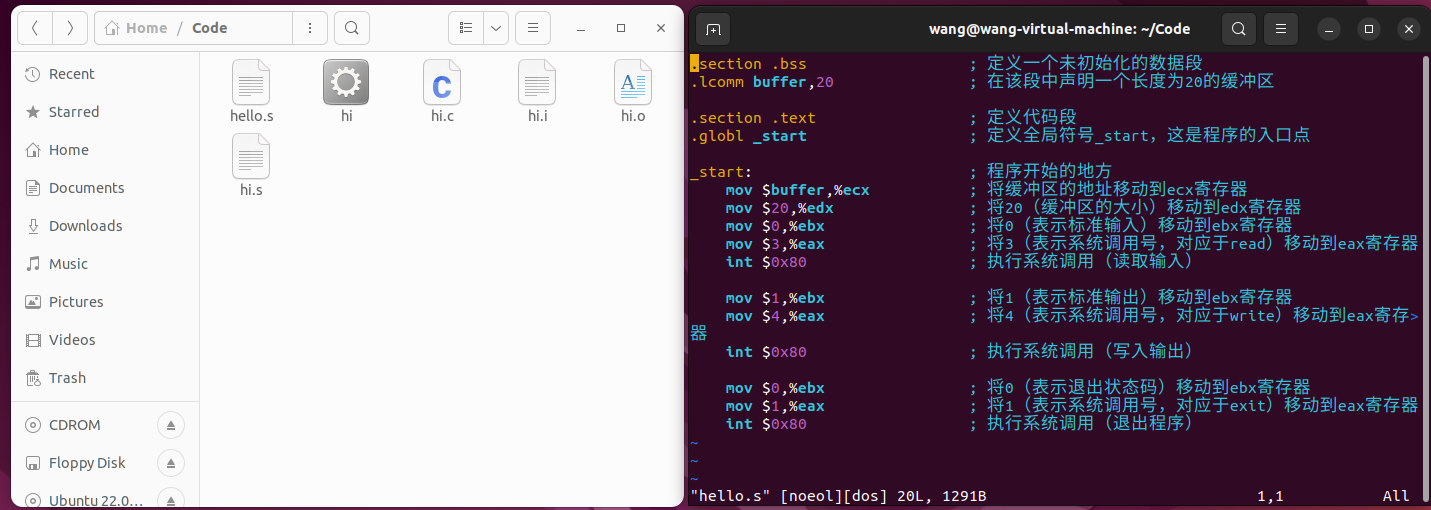 Home / Code
Recent
Starred
Home
Documents
Downloads
Music
Pictures
Videos
Trash
CDROM
Floppy Disk
Ubuntu 22.0…
hello.s
hi
hi.c
hi.i
hi.o
hi.s
wang@wang-virtual-machine: ~/Code
.section .bss ; 定义一个未初始化的数据段
.lcomm buffer,20 ; 在该段中声明一个长度为20的缓冲区
.section .text ; 定义代码段
.globl _start ; 定义全局符号_start，这是程序的入口点
_start: ; 程序开始的地方
mov $buffer,%ecx ; 将缓冲区的地址移动到ecx寄存器
mov $20,%edx ; 将20（缓冲区的大小）移动到edx寄存器
mov $0,%ebx ; 将0（表示标准输入）移动到ebx寄存器
mov $3,%eax ; 将3（表示系统调用号，对应于read）移动到eax寄存器
int $0x80 ; 执行系统调用（读取输入）
mov $1,%ebx ; 将1（表示标准输出）移动到ebx寄存器
mov $4,%eax ; 将4（表示系统调用号，对应于write）移动到eax寄存>
器
int $0x80 ; 执行系统调用（写入输出）
mov $0,%ebx ; 将0（表示退出状态码）移动到ebx寄存器
mov $1,%eax ; 将1（表示系统调用号，对应于exit）移动到eax寄存器
int $0x80 ; 执行系统调用（退出程序）
~
~
~
"hello.s" [noeol][dos] 20L, 1291B 1,1 All